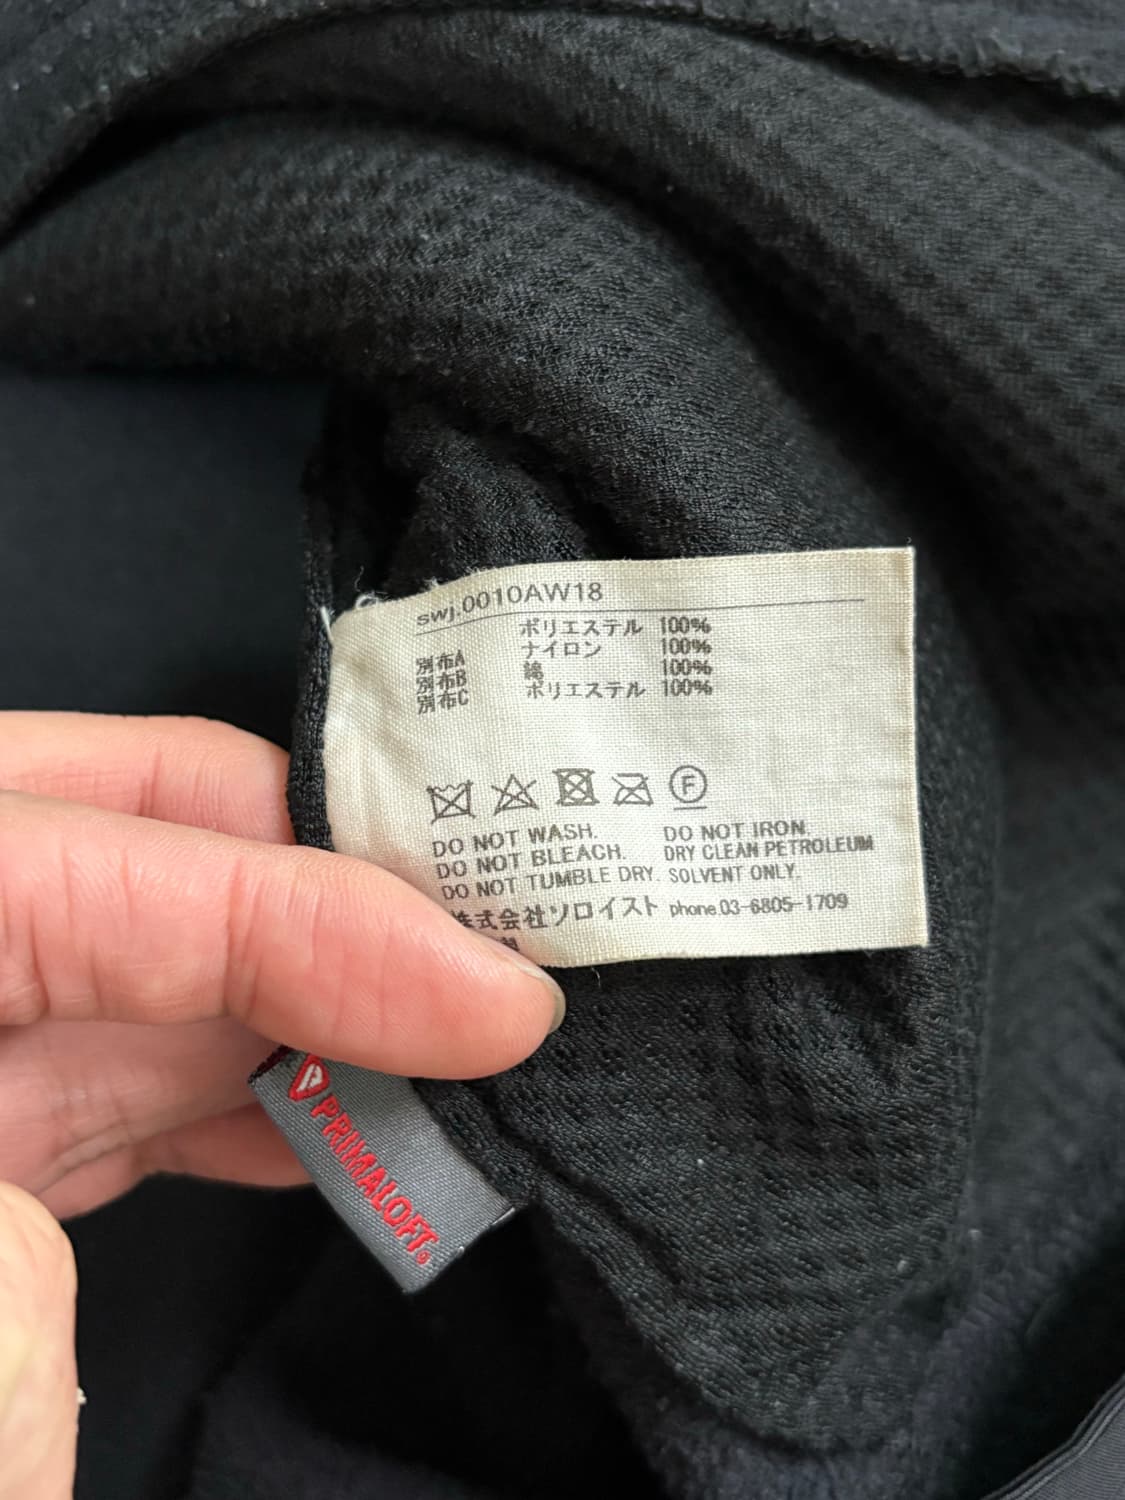 swj.0010AW18
ポリエステル 100%
別布A ナイロン 100%
別布B 綿 100%
別布C ポリエステル 100%
F
DO NOT WASH. DO NOT IRON.
DO NOT BLEACH. DRY CLEAN PETROLEUM
DO NOT TUMBLE DRY. SOLVENT ONLY.
株式会社ソロイスト phone.03-6805-1709
PRIMALOFT®